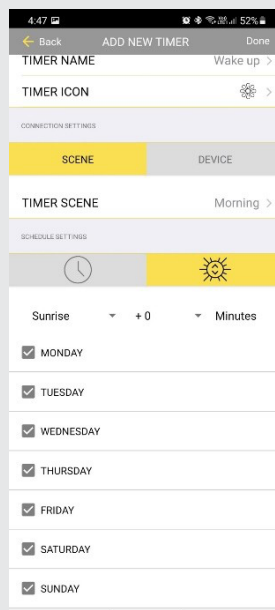 4:47 52%
Back ADD NEW TIMER Done
TIMER NAME Wake up >
TIMER ICON >
CONNECTION SETTINGS
SCENE DEVICE
TIMER SCENE Morning >
SCHEDULE SETTINGS
Sunrise + 0 Minutes
MONDAY
TUESDAY
WEDNESDAY
THURSDAY
FRIDAY
SATURDAY
SUNDAY